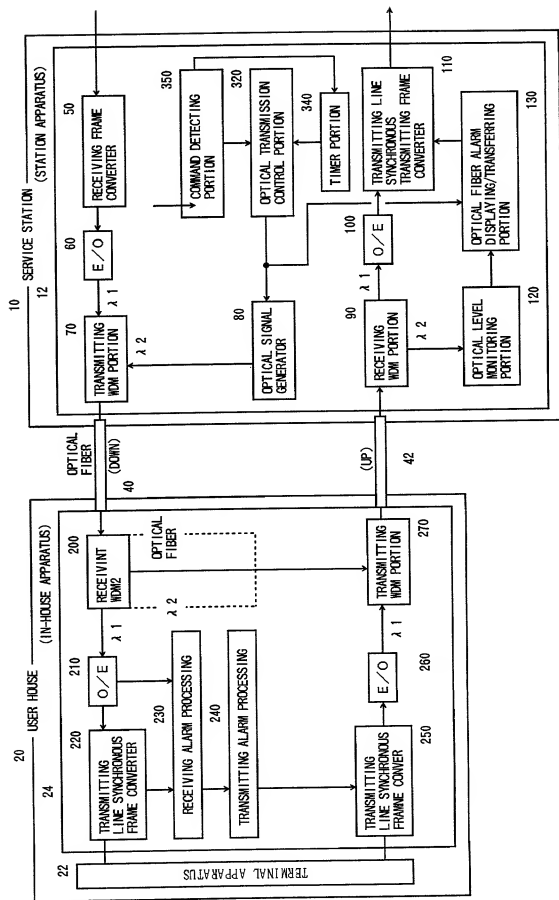 20
USER HOUSE
24
(IN-HOUSE APPARATUS)
22
TERMINAL APPARATUS
220
TRANSMITTING
LINE SYNCHRONOUS
FRAME CONVERTER
210
O/E
λ 1
200
RECEIVINT
WDM2
OPTICAL
FIBER
λ 2
230
RECEIVING ALARM PROCESSING
240
TRANSMITTING ALARM PROCESSING
TRANSMITTING
LINE SYNCHRONOUS
FRAMNE CONVER
250
E/O
260
λ 1
TRANSMITTING
WDM PORTION
270
OPTICAL
FIBER
(DOWN)
40
(UP)
42
10
SERVICE STATION
12
(STATION APPARATUS)
70
TRANSMITTING
WDM PORTION
λ 1
60
E/O
50
RECEIVING FRAME
CONVERTER
λ 2
350
COMMAND DETECTING
PORTION
320
OPTICAL TRANSMISSION
CONTROL PORTION
340
TIMER PORTION
80
OPTICAL SIGNAL
GENERATOR
90
RECEIVING
WDM PORTION
λ 1
100
O/E
TRANSMITTING LINE
SYNCHRONOUS
TRANSMITTING FRAME
CONVERTER
110
λ 2
OPTICAL LEVEL
MONITORING
PORTION
120
OPTICAL FIBER ALARM
DISPLAYING/TRANSFERRING
PORTION
130